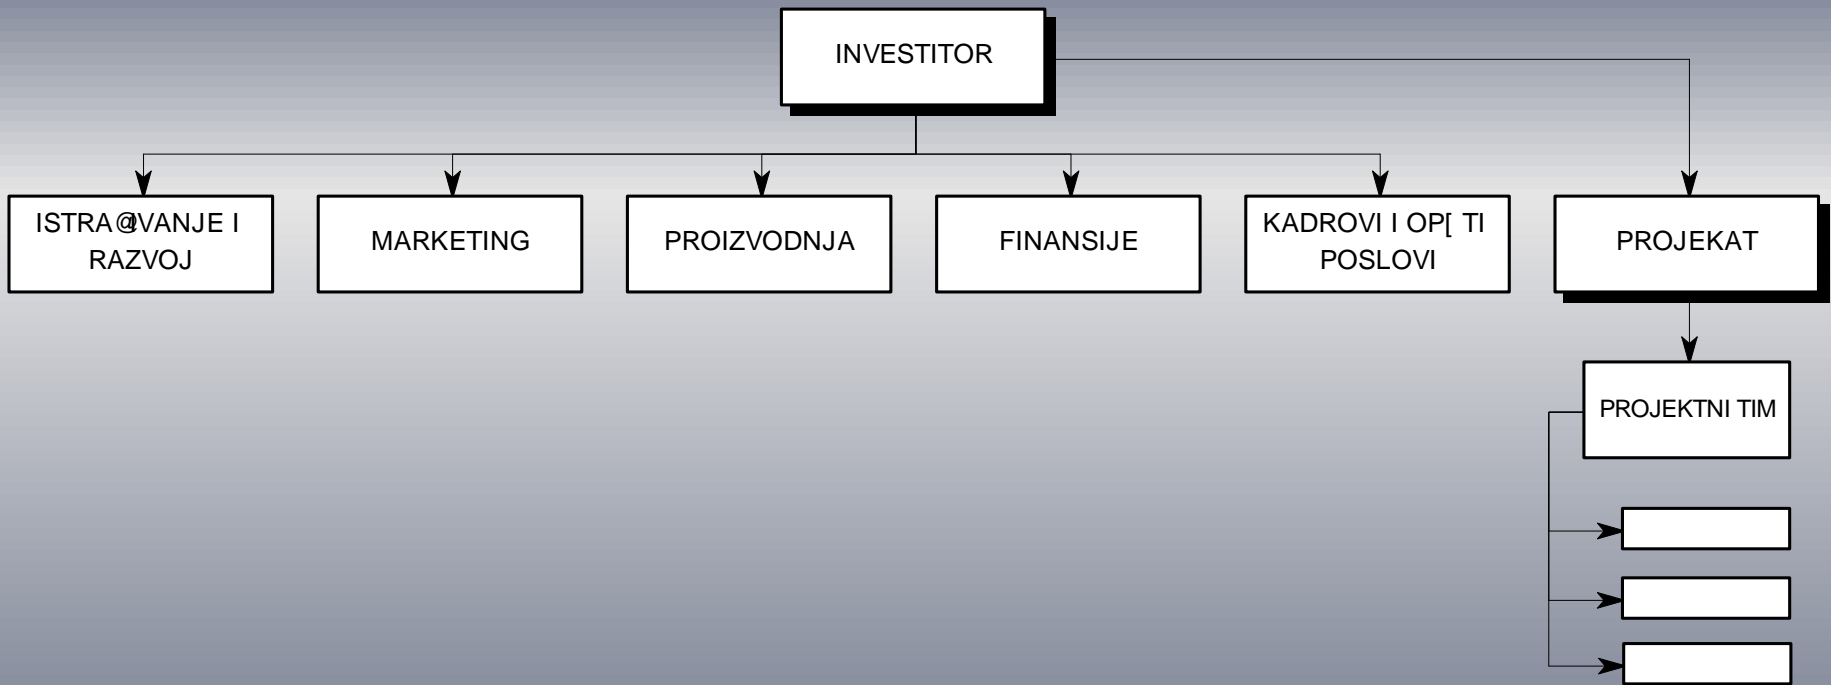 INVESTITOR
ISTRA@VANJE I
RAZVOJ
MARKETING
PROIZVODNJA
FINANSIJE
KADROVI I OP[ TI
POSLOVI
PROJEKAT
PROJEKTNI TIM